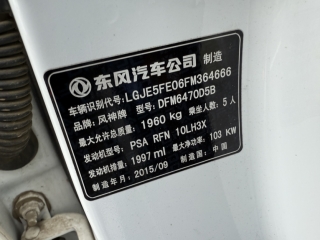 东风汽车公司 制造
车辆识别代号: LGJE5FE06FM364666
品牌: 风神牌 型号: DFM6470D5B
最大允许总质量: 1960 kg 乘坐人数: 5 人
发动机型号: PSA RFN 10LH3X
发动机排量: 1997 ml 最大净功率: 103 KW
制造年月: 2015/09 制造国: 中国